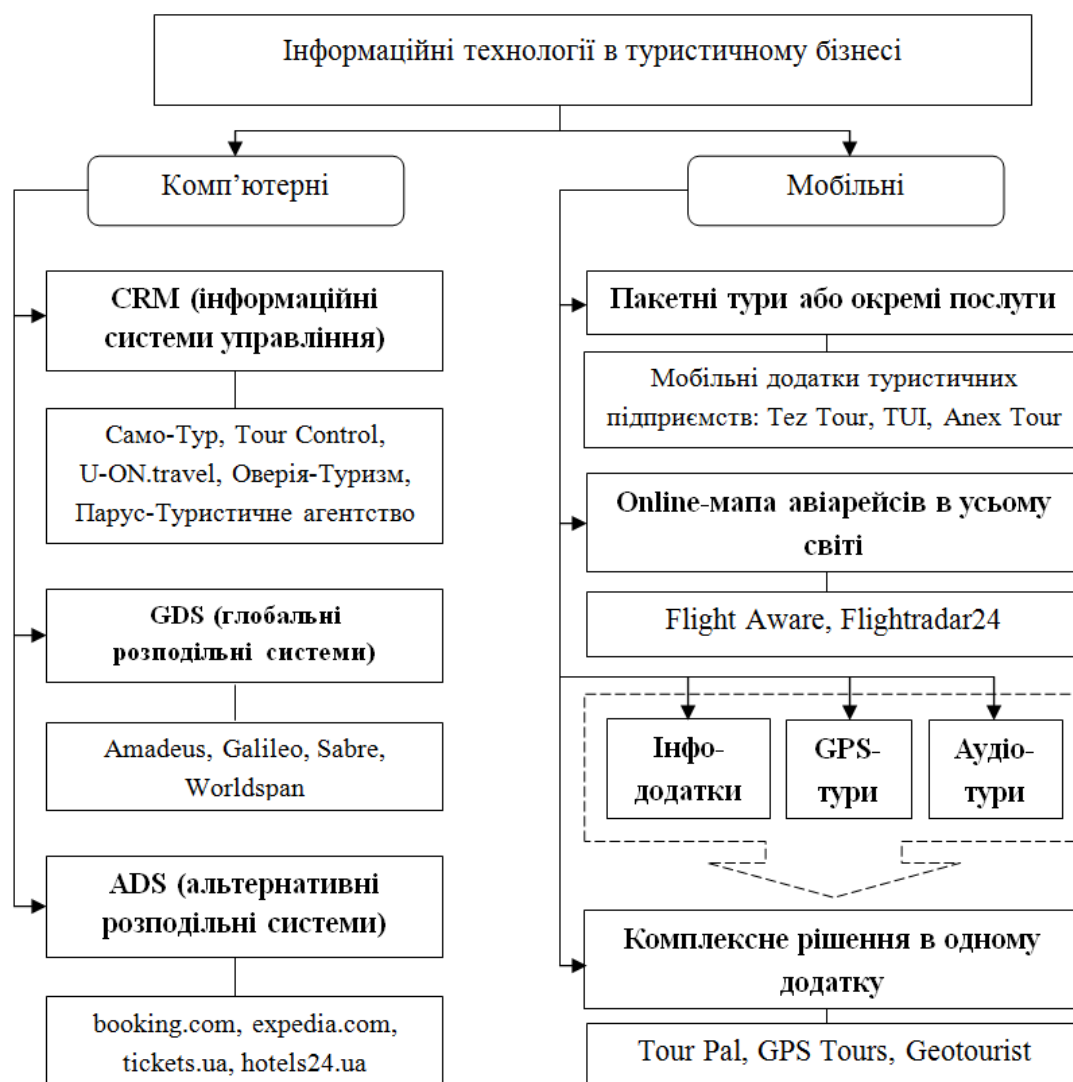 Інформаційні технології в туристичному бізнесі
Комп’ютерні
CRM (інформаційні
системи управління)
Само-Тур, Tour Control,
U-ON.travel, Оверія-Туризм,
Парус-Туристичне агентство
GDS (глобальні
розподільні системи)
Amadeus, Galileo, Sabre,
Worldspan
ADS (альтернативні
розподільні системи)
booking.com, expedia.com,
tickets.ua, hotels24.ua
Мобільні
Пакетні тури або окремі послуги
Мобільні додатки туристичних
підприємств: Tez Tour, TUI, Anex Tour
Online-мапа авіарейсів в усьому
світі
Flight Aware, Flightradar24
Інфо-
додатки
GPS-
тури
Аудіо-
тури
Комплексне рішення в одному
додатку
Tour Pal, GPS Tours, Geotourist